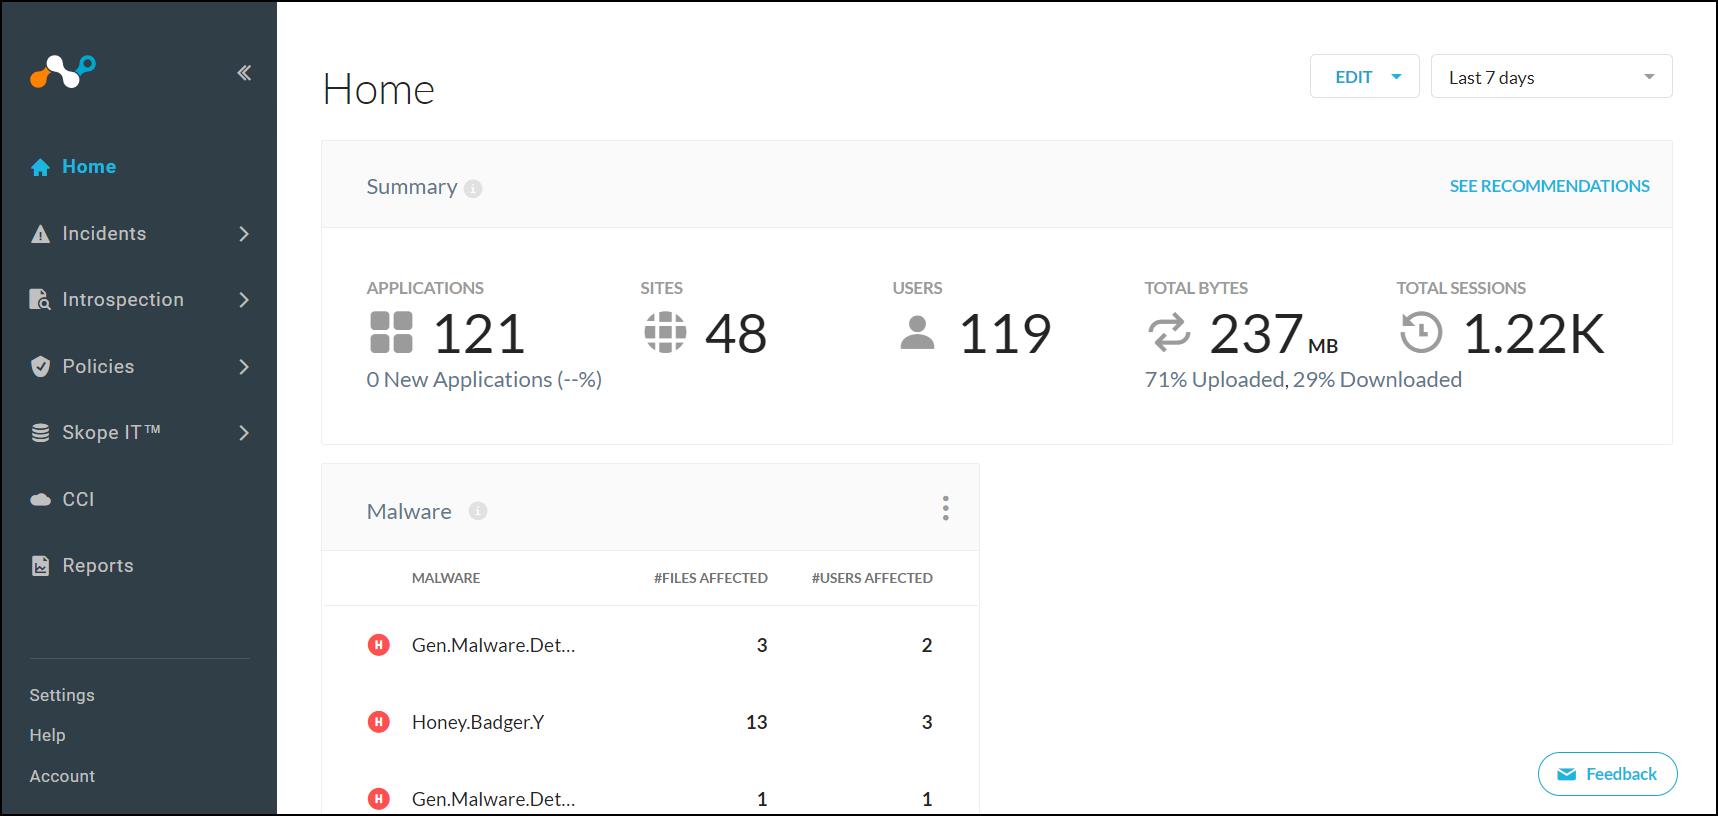 Home
Incidents
Introspection
Policies
Skope IT™
CCI
Reports
Settings
Help
Account
Home
EDIT
Last 7 days
Summary
SEE RECOMMENDATIONS
APPLICATIONS
121
0 New Applications (--%)
SITES
48
USERS
119
TOTAL BYTES
237 MB
71% Uploaded, 29% Downloaded
TOTAL SESSIONS
1.22K
Malware
MALWARE #FILES AFFECTED #USERS AFFECTED
H Gen.Malware.Det... 3 2
H Honey.Badger.Y 13 3
H Gen.Malware.Det... 1 1
Feedback